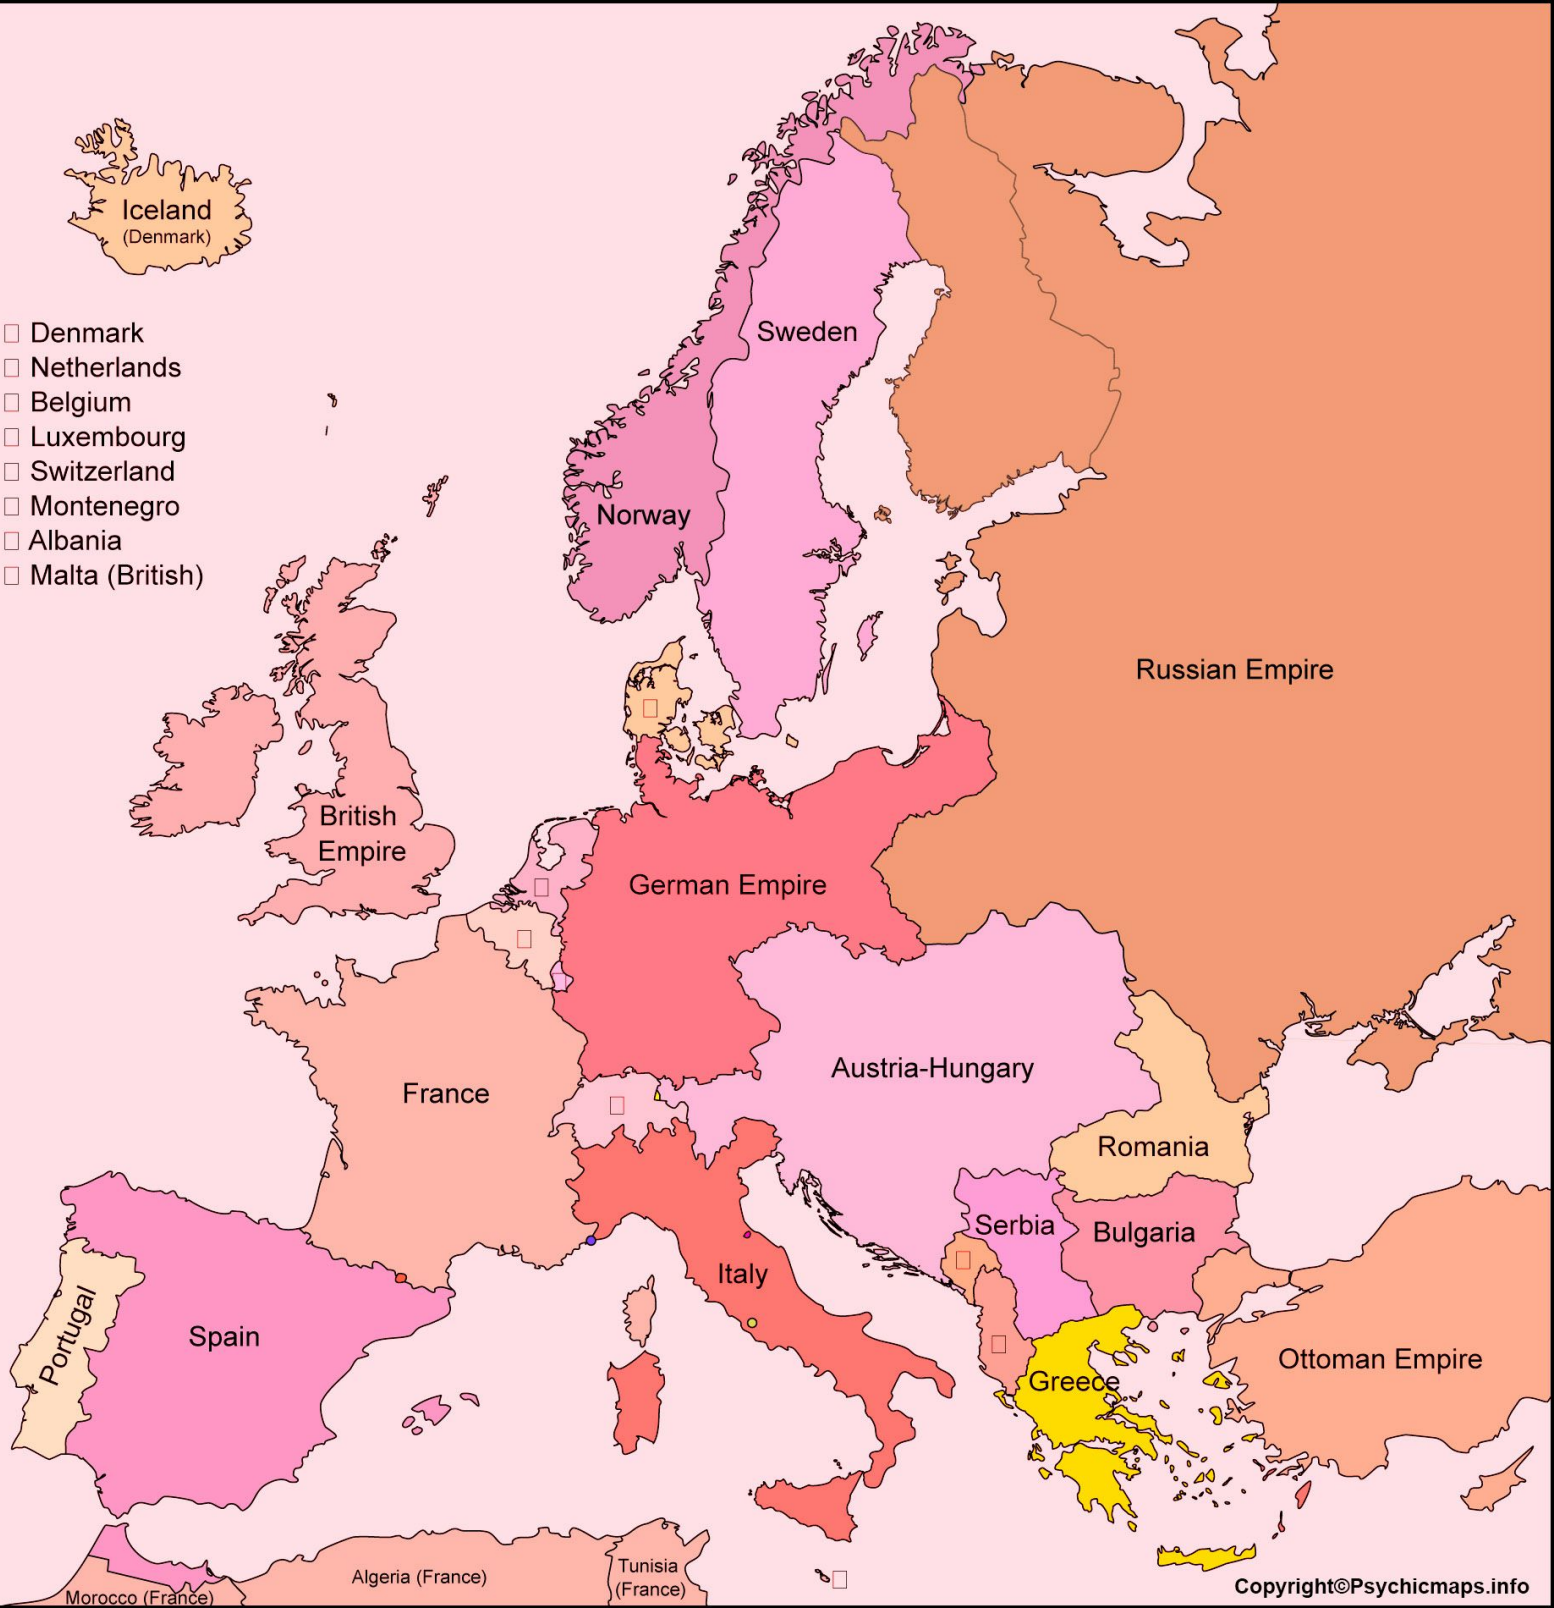 Iceland
(Denmark)
Denmark
Netherlands
Belgium
Luxembourg
Switzerland
Montenegro
Albania
Malta (British)
Sweden
Norway
Russian Empire
British
Empire
German Empire
France
Austria-Hungary
Romania
Serbia
Bulgaria
Italy
Portugal
Spain
Ottoman Empire
Greece
Algeria (France)
Tunisia
(France)
Morocco (France)
Copyright©Psychicmaps.info